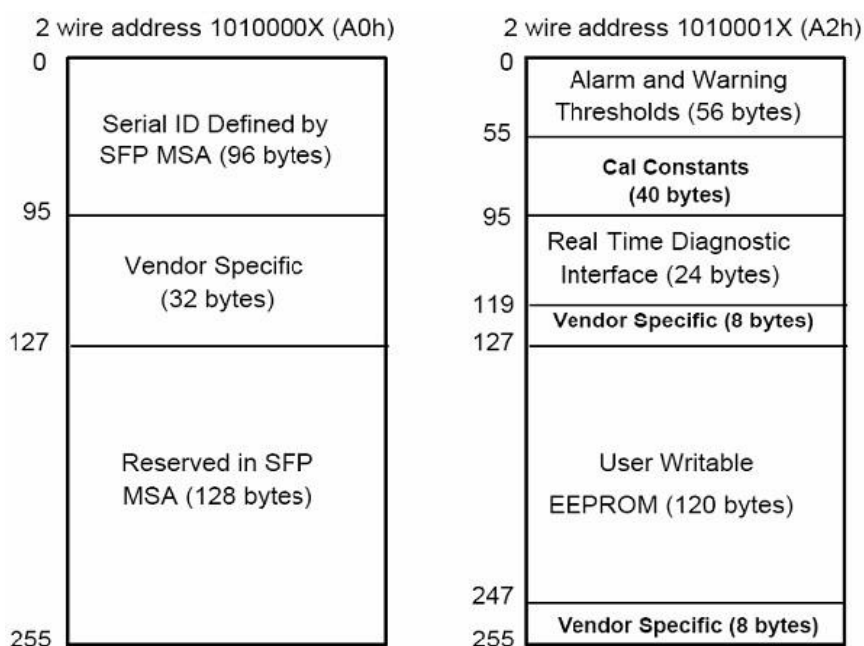 2 wire address 1010000X (A0h)
0
Serial ID Defined by
SFP MSA (96 bytes)
95
Vendor Specific
(32 bytes)
127
Reserved in SFP
MSA (128 bytes)
255
2 wire address 1010001X (A2h)
0
Alarm and Warning
Thresholds (56 bytes)
55
Cal Constants
(40 bytes)
95
Real Time Diagnostic
Interface (24 bytes)
119
Vendor Specific (8 bytes)
127
User Writable
EEPROM (120 bytes)
247
Vendor Specific (8 bytes)
255